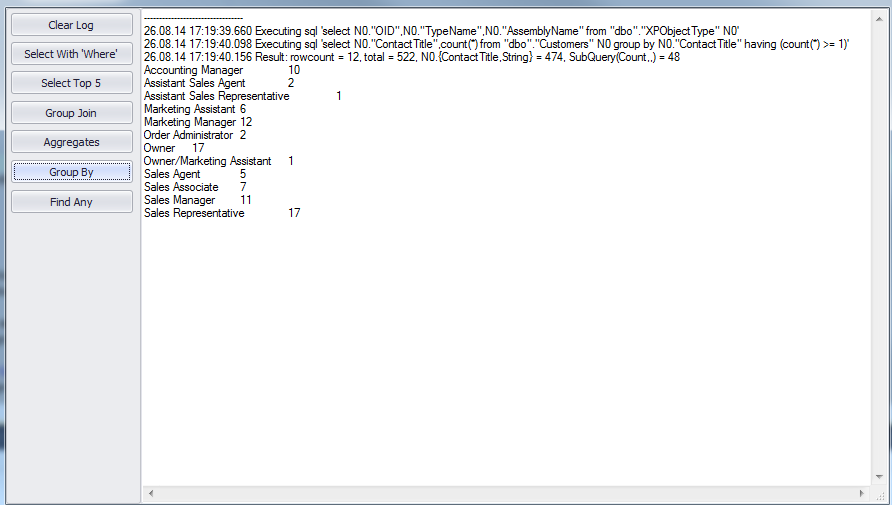 Clear Log
Select With 'Where'
Select Top 5
Group Join
Aggregates
Group By
Find Any
---------------------------------
26.08.14 17:19:39.660 Executing sql 'select N0."OID",N0."TypeName",N0."AssemblyName" from "dbo"."XPObjectType" N0'
26.08.14 17:19:40.098 Executing sql 'select N0."ContactTitle",count(*) from "dbo"."Customers" N0 group by N0."ContactTitle" having (count(*) >= 1)'
26.08.14 17:19:40.156 Result: rowcount = 12, total = 522, N0.{ContactTitle,String} = 474, SubQuery(Count,,) = 48
Accounting Manager 10
Assistant Sales Agent 2
Assistant Sales Representative 1
Marketing Assistant 6
Marketing Manager 12
Order Administrator 2
Owner 17
Owner/Marketing Assistant 1
Sales Agent 5
Sales Associate 7
Sales Manager 11
Sales Representative 17